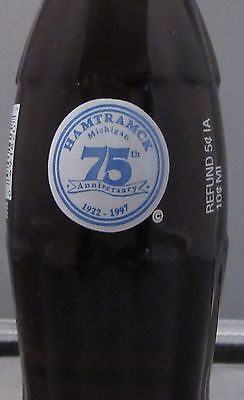 HAMTRAMCK
Michigan
75th
Anniversary
1922 - 1997
©
REFUND 5¢ IA
10¢ MI